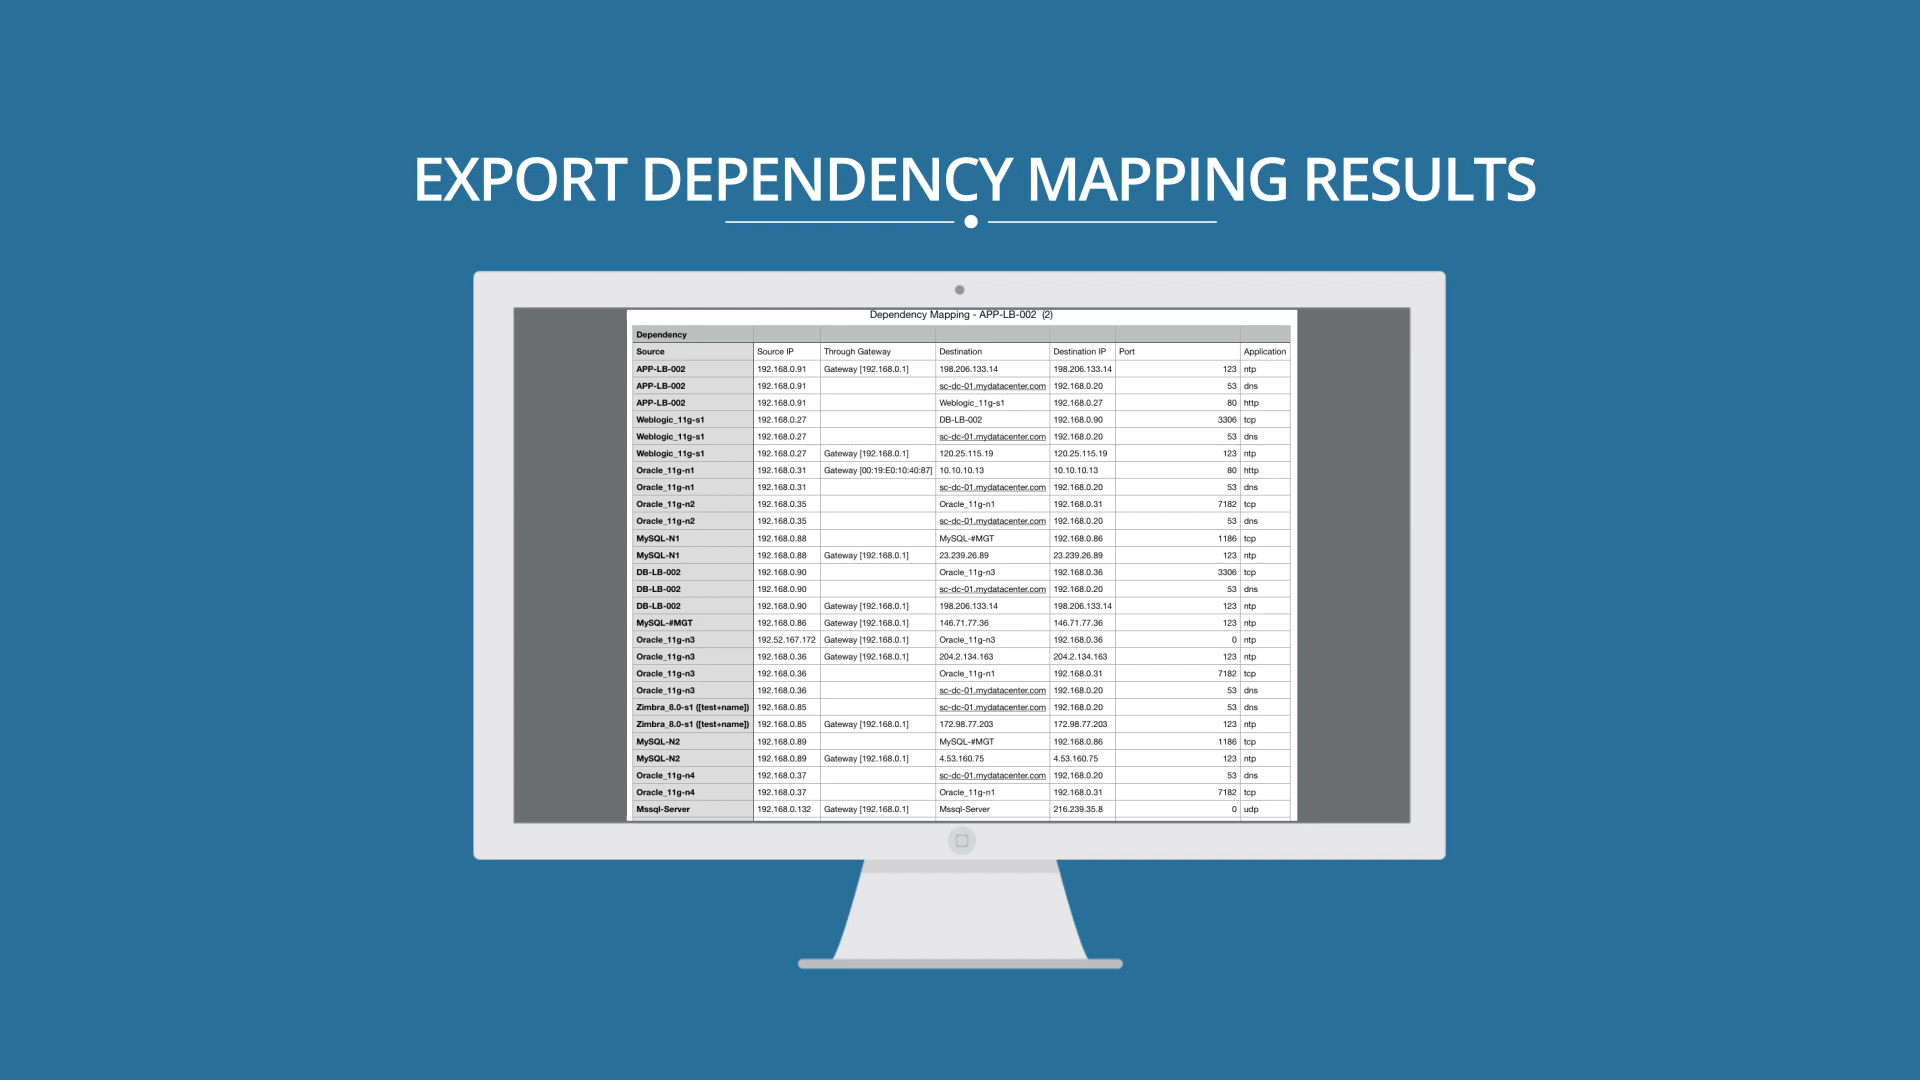 EXPORT DEPENDENCY MAPPING RESULTS
Dependency Mapping - APP-LB-002 (2)
Dependency
Source Source IP Through Gateway Destination Destination IP Port Application
APP-LB-002 192.168.0.91 Gateway [192.168.0.1] 198.206.133.14 198.206.133.14 123 ntp
APP-LB-002 192.168.0.91 sc-dc-01.mydatacenter.com 192.168.0.20 53 dns
APP-LB-002 192.168.0.91 Weblogic_11g-s1 192.168.0.27 80 http
Weblogic_11g-s1 192.168.0.27 DB-LB-002 192.168.0.90 3306 tcp
Weblogic_11g-s1 192.168.0.27 sc-dc-01.mydatacenter.com 192.168.0.20 53 dns
Weblogic_11g-s1 192.168.0.27 Gateway [192.168.0.1] 120.25.115.19 120.25.115.19 123 ntp
Oracle_11g-n1 192.168.0.31 Gateway [00:19:E0:10:40:87] 10.10.10.13 10.10.10.13 80 http
Oracle_11g-n1 192.168.0.31 sc-dc-01.mydatacenter.com 192.168.0.20 53 dns
Oracle_11g-n2 192.168.0.35 Oracle_11g-n1 192.168.0.31 7182 tcp
Oracle_11g-n2 192.168.0.35 sc-dc-01.mydatacenter.com 192.168.0.20 53 dns
MySQL-N1 192.168.0.88 MySQL-#MGT 192.168.0.86 1186 tcp
MySQL-N1 192.168.0.88 Gateway [192.168.0.1] 23.239.26.89 23.239.26.89 123 ntp
DB-LB-002 192.168.0.90 Oracle_11g-n3 192.168.0.36 3306 tcp
DB-LB-002 192.168.0.90 sc-dc-01.mydatacenter.com 192.168.0.20 53 dns
DB-LB-002 192.168.0.90 Gateway [192.168.0.1] 198.206.133.14 198.206.133.14 123 ntp
MySQL-#MGT 192.168.0.86 Gateway [192.168.0.1] 146.71.77.36 146.71.77.36 123 ntp
Oracle_11g-n3 192.52.167.172 Gateway [192.168.0.1] Oracle_11g-n3 192.168.0.36 0 ntp
Oracle_11g-n3 192.168.0.36 Gateway [192.168.0.1] 204.2.134.163 204.2.134.163 123 ntp
Oracle_11g-n3 192.168.0.36 Oracle_11g-n1 192.168.0.31 7182 tcp
Oracle_11g-n3 192.168.0.36 sc-dc-01.mydatacenter.com 192.168.0.20 53 dns
Zimbra_8.0-s1 ([test+name]) 192.168.0.85 sc-dc-01.mydatacenter.com 192.168.0.20 53 dns
Zimbra_8.0-s1 ([test+name]) 192.168.0.85 Gateway [192.168.0.1] 172.98.77.203 172.98.77.203 123 ntp
MySQL-N2 192.168.0.89 MySQL-#MGT 192.168.0.86 1186 tcp
MySQL-N2 192.168.0.89 Gateway [192.168.0.1] 4.53.160.75 4.53.160.75 123 ntp
Oracle_11g-n4 192.168.0.37 sc-dc-01.mydatacenter.com 192.168.0.20 53 dns
Oracle_11g-n4 192.168.0.37 Oracle_11g-n1 192.168.0.31 7182 tcp
Mssql-Server 192.168.0.132 Gateway [192.168.0.1] Mssql-Server 216.239.35.8 0 udp